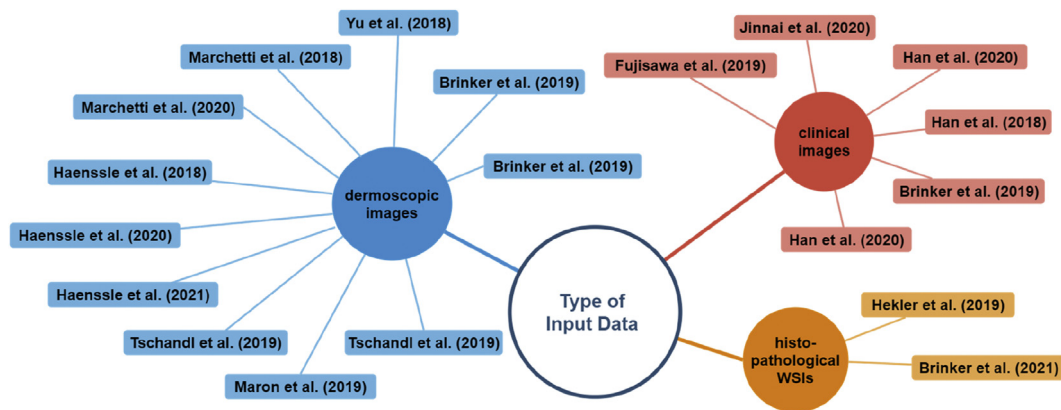 Yu et al. (2018)
Marchetti et al. (2018)
Brinker et al. (2019)
Marchetti et al. (2020)
Brinker et al. (2019)
Haenssle et al. (2018)
dermoscopic
images
Haenssle et al. (2020)
Haenssle et al. (2021)
Tschandl et al. (2019)
Tschandl et al. (2019)
Maron et al. (2019)
Type of
Input Data
Jinnai et al. (2020)
Fujisawa et al. (2019)
Han et al. (2020)
Han et al. (2018)
clinical
images
Brinker et al. (2019)
Han et al. (2020)
Hekler et al. (2019)
histo-
pathological
WSIs
Brinker et al. (2021)